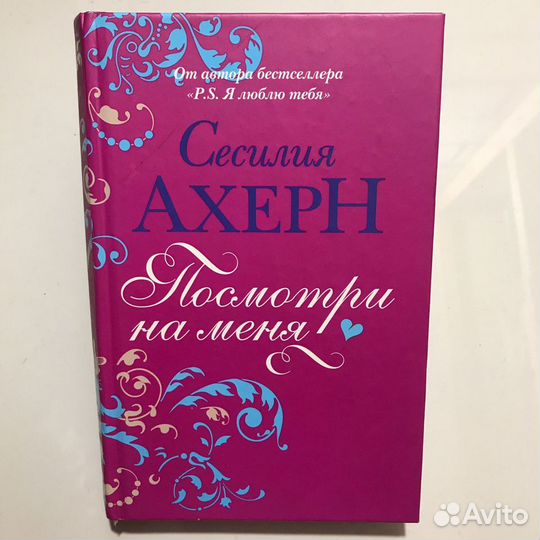 От автора бестселлера
«P.S. Я люблю тебя»
Сесилия
АХЕРН
Посмотри
на меня
Avito